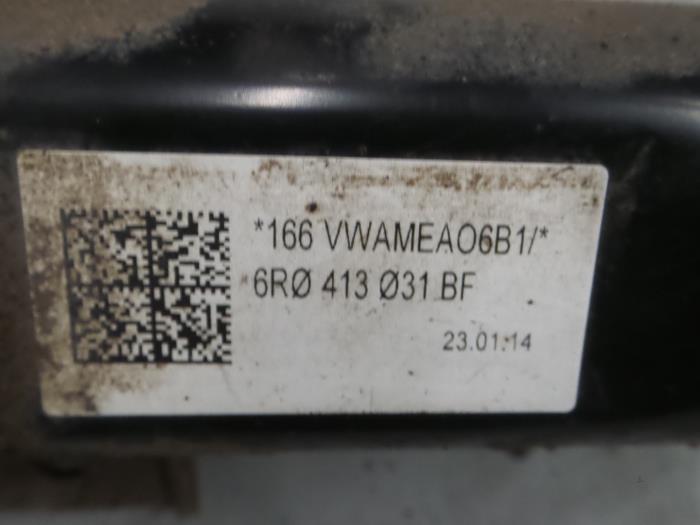 *166 VWAMEAO6B1/*
6RØ 413 Ø31 BF
23.01.14